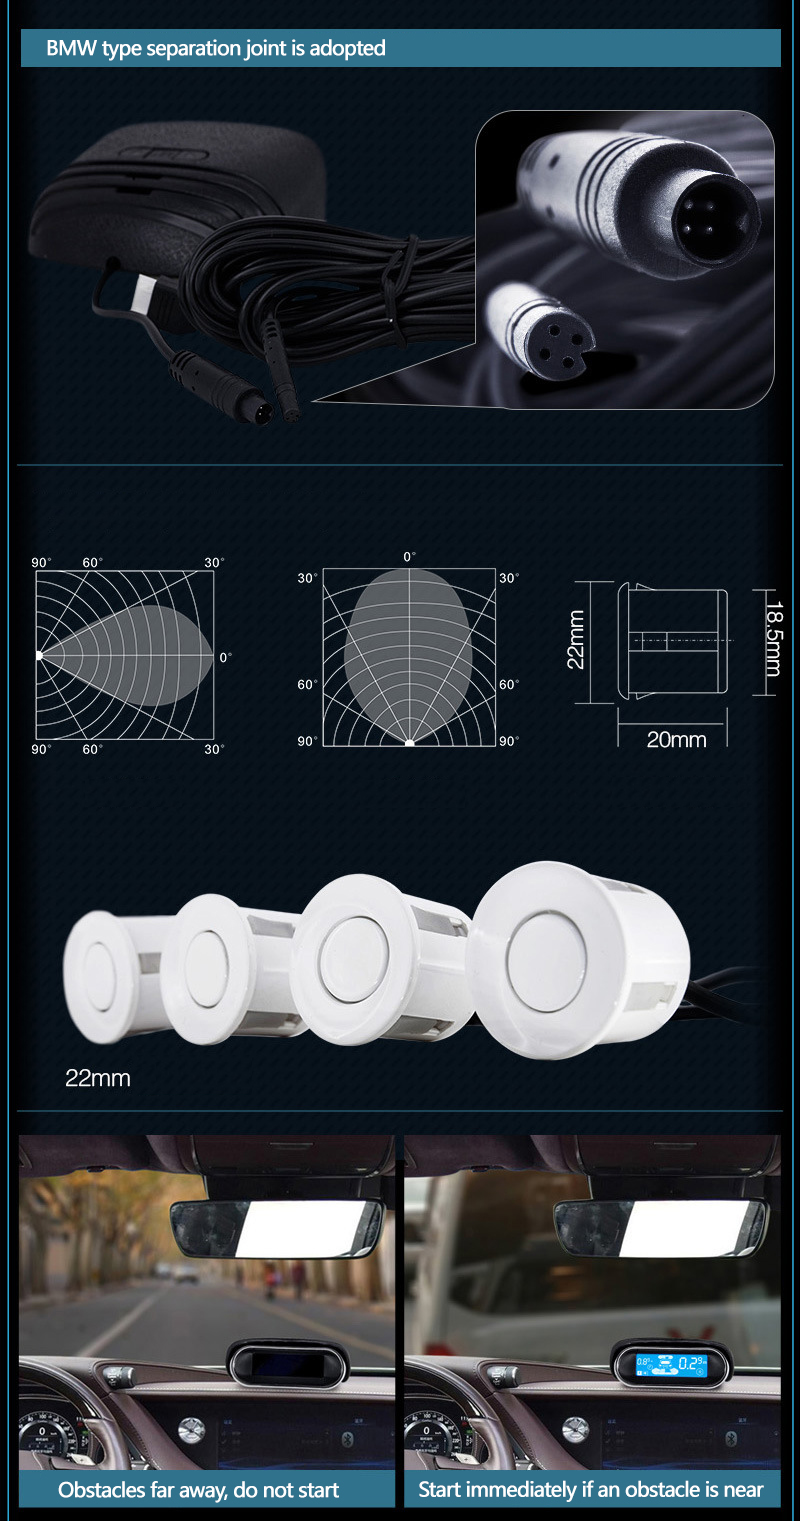 BMW type separation joint is adopted
90° 60° 30°
0°
90° 60° 30°
0°
30° 30°
60° 60°
90° 90°
22mm
18.5mm
20mm
22mm
0.29
0
0
Obstacles far away, do not start
Start immediately if an obstacle is near